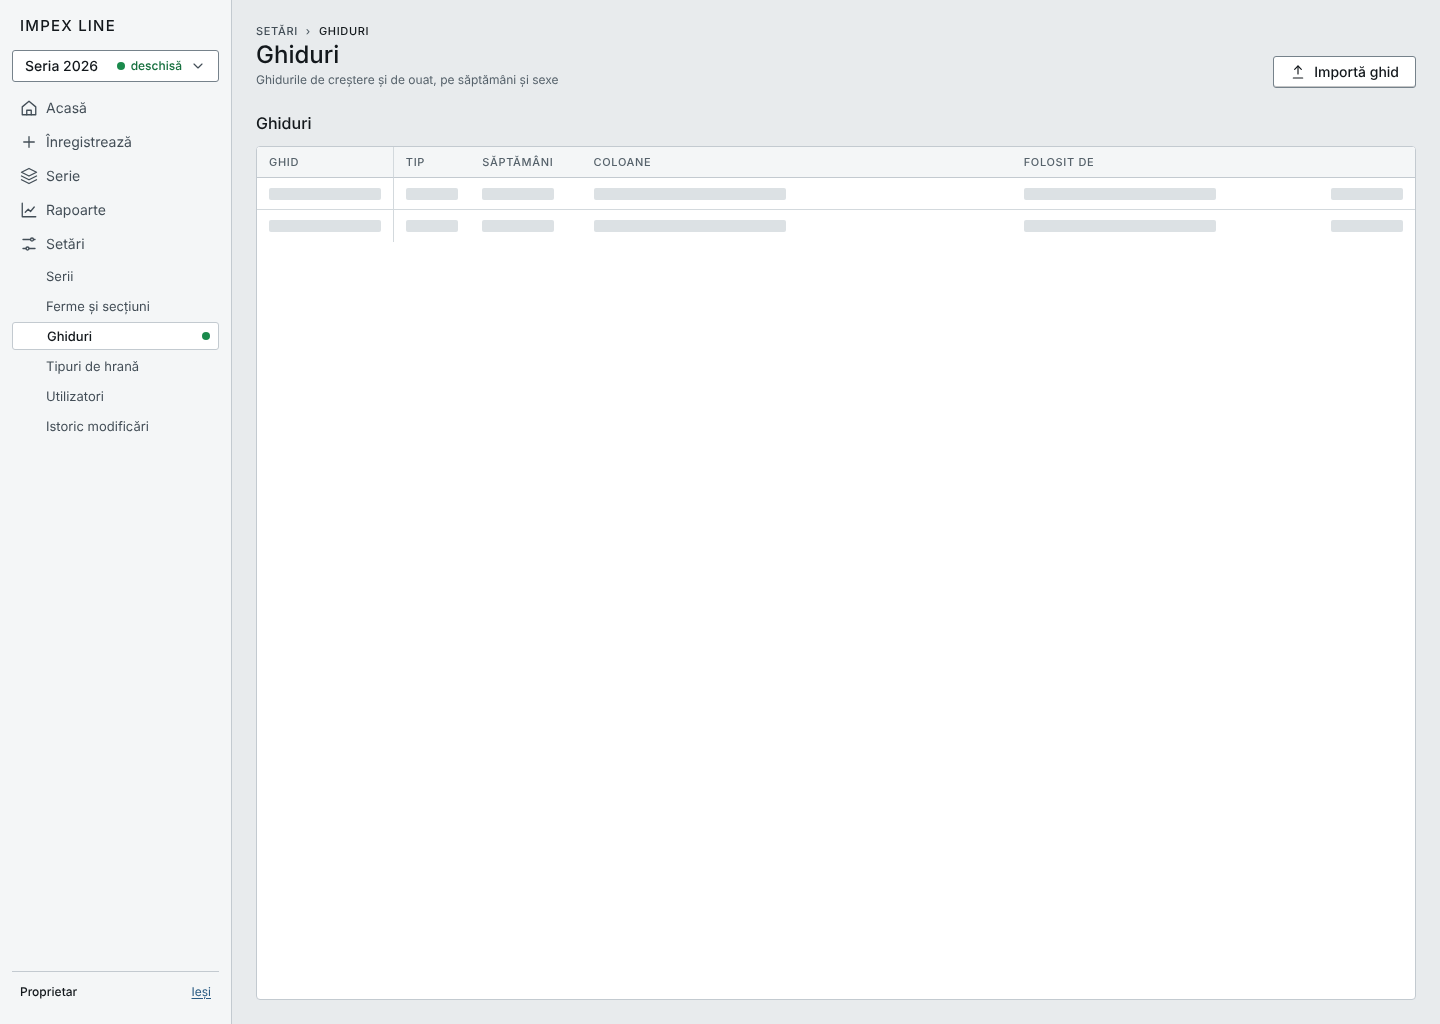 IMPEX LINE
Seria 2026 deschisă
Acasă
Înregistrează
Serie
Rapoarte
Setări
Serii
Ferme și secțiuni
Ghiduri
Tipuri de hrană
Utilizatori
Istoric modificări
Proprietar Ieși
SETĂRI › GHIDURI
Ghiduri
Ghidurile de creștere și de ouat, pe săptămâni și sexe
Importă ghid
Ghiduri
GHID TIP SĂPTĂMÂNI COLOANE FOLOSIT DE